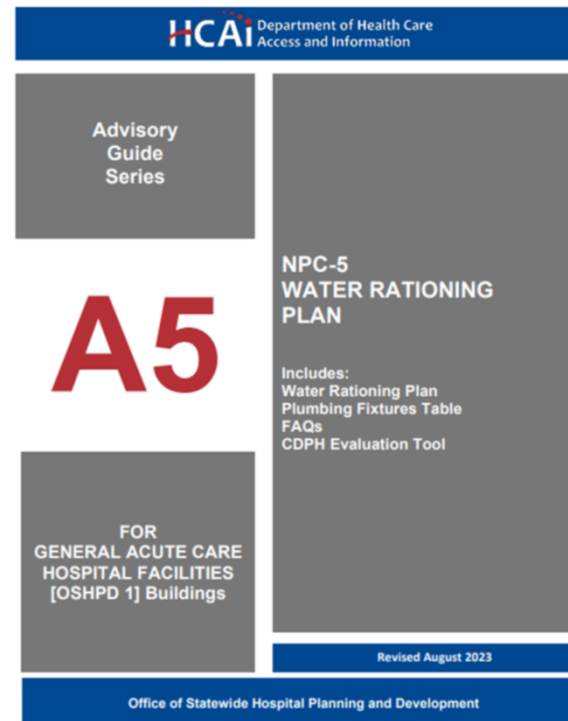 HCAi Department of Health Care
Access and Information
Advisory
Guide
Series
A5
FOR
GENERAL ACUTE CARE
HOSPITAL FACILITIES
[OSHPD 1] Buildings
NPC-5
WATER RATIONING
PLAN
Includes:
Water Rationing Plan
Plumbing Fixtures Table
FAQs
CDPH Evaluation Tool
Revised August 2023
Office of Statewide Hospital Planning and Development